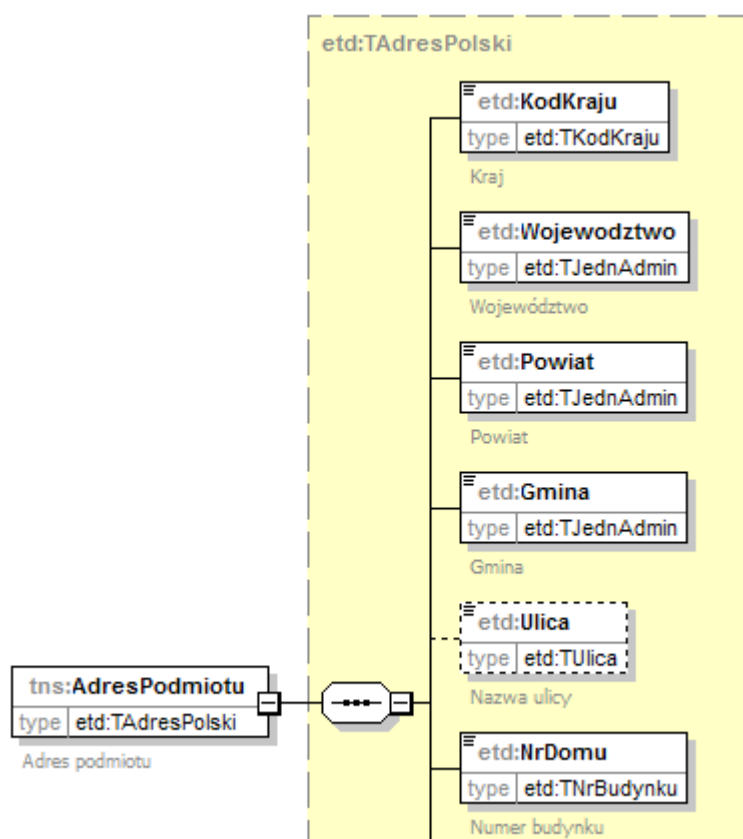 etd:TAdresPolski
etd:KodKraju
type etd:TKodKraju
Kraj
etd:Wojewodztwo
type etd:TJednAdmin
Województwo
etd:Powiat
type etd:TJednAdmin
Powiat
etd:Gmina
type etd:TJednAdmin
Gmina
etd:Ulica
type etd:TUlica
Nazwa ulicy
tns:AdresPodmiotu
type etd:TAdresPolski
Adres podmiotu
etd:NrDomu
type etd:TNrBudynku
Numer budynku